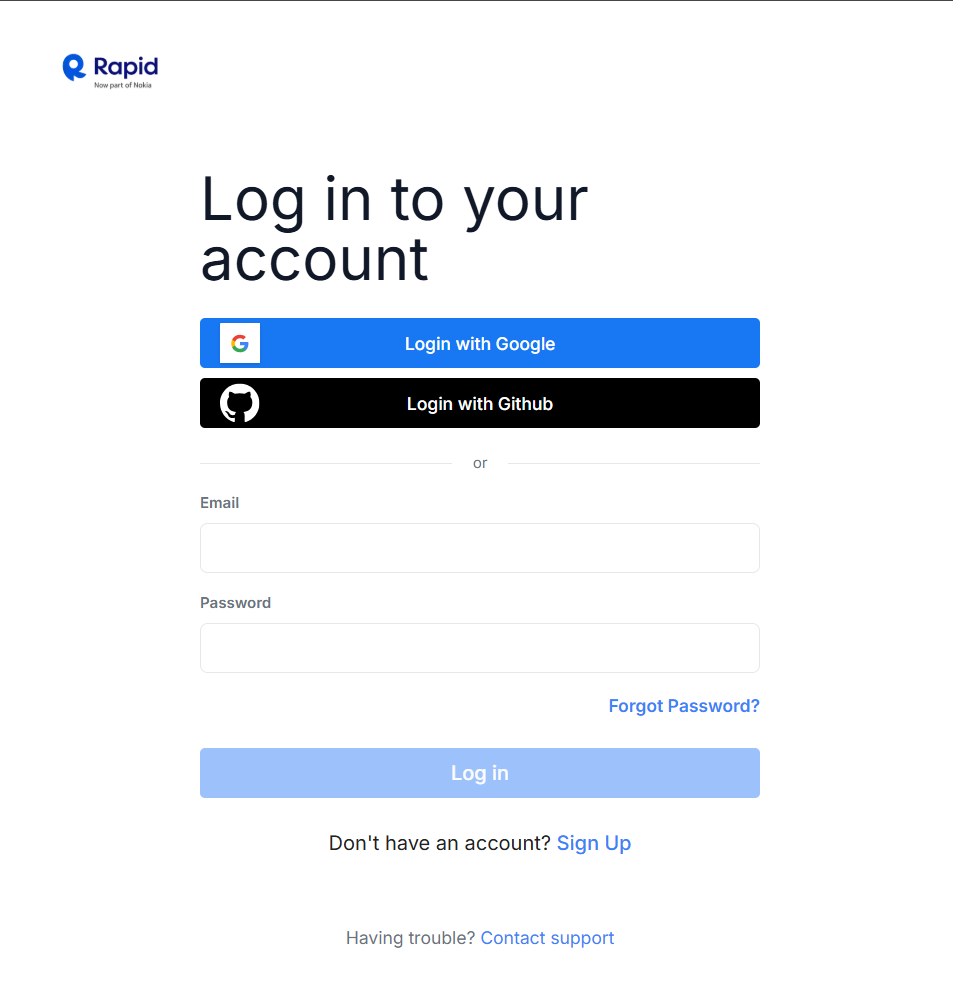 Rapid
Now part of Nokia
Log in to your
account
Login with Google
Login with Github
or
Email
Password
Forgot Password?
Log in
Don't have an account? Sign Up
Having trouble? Contact support